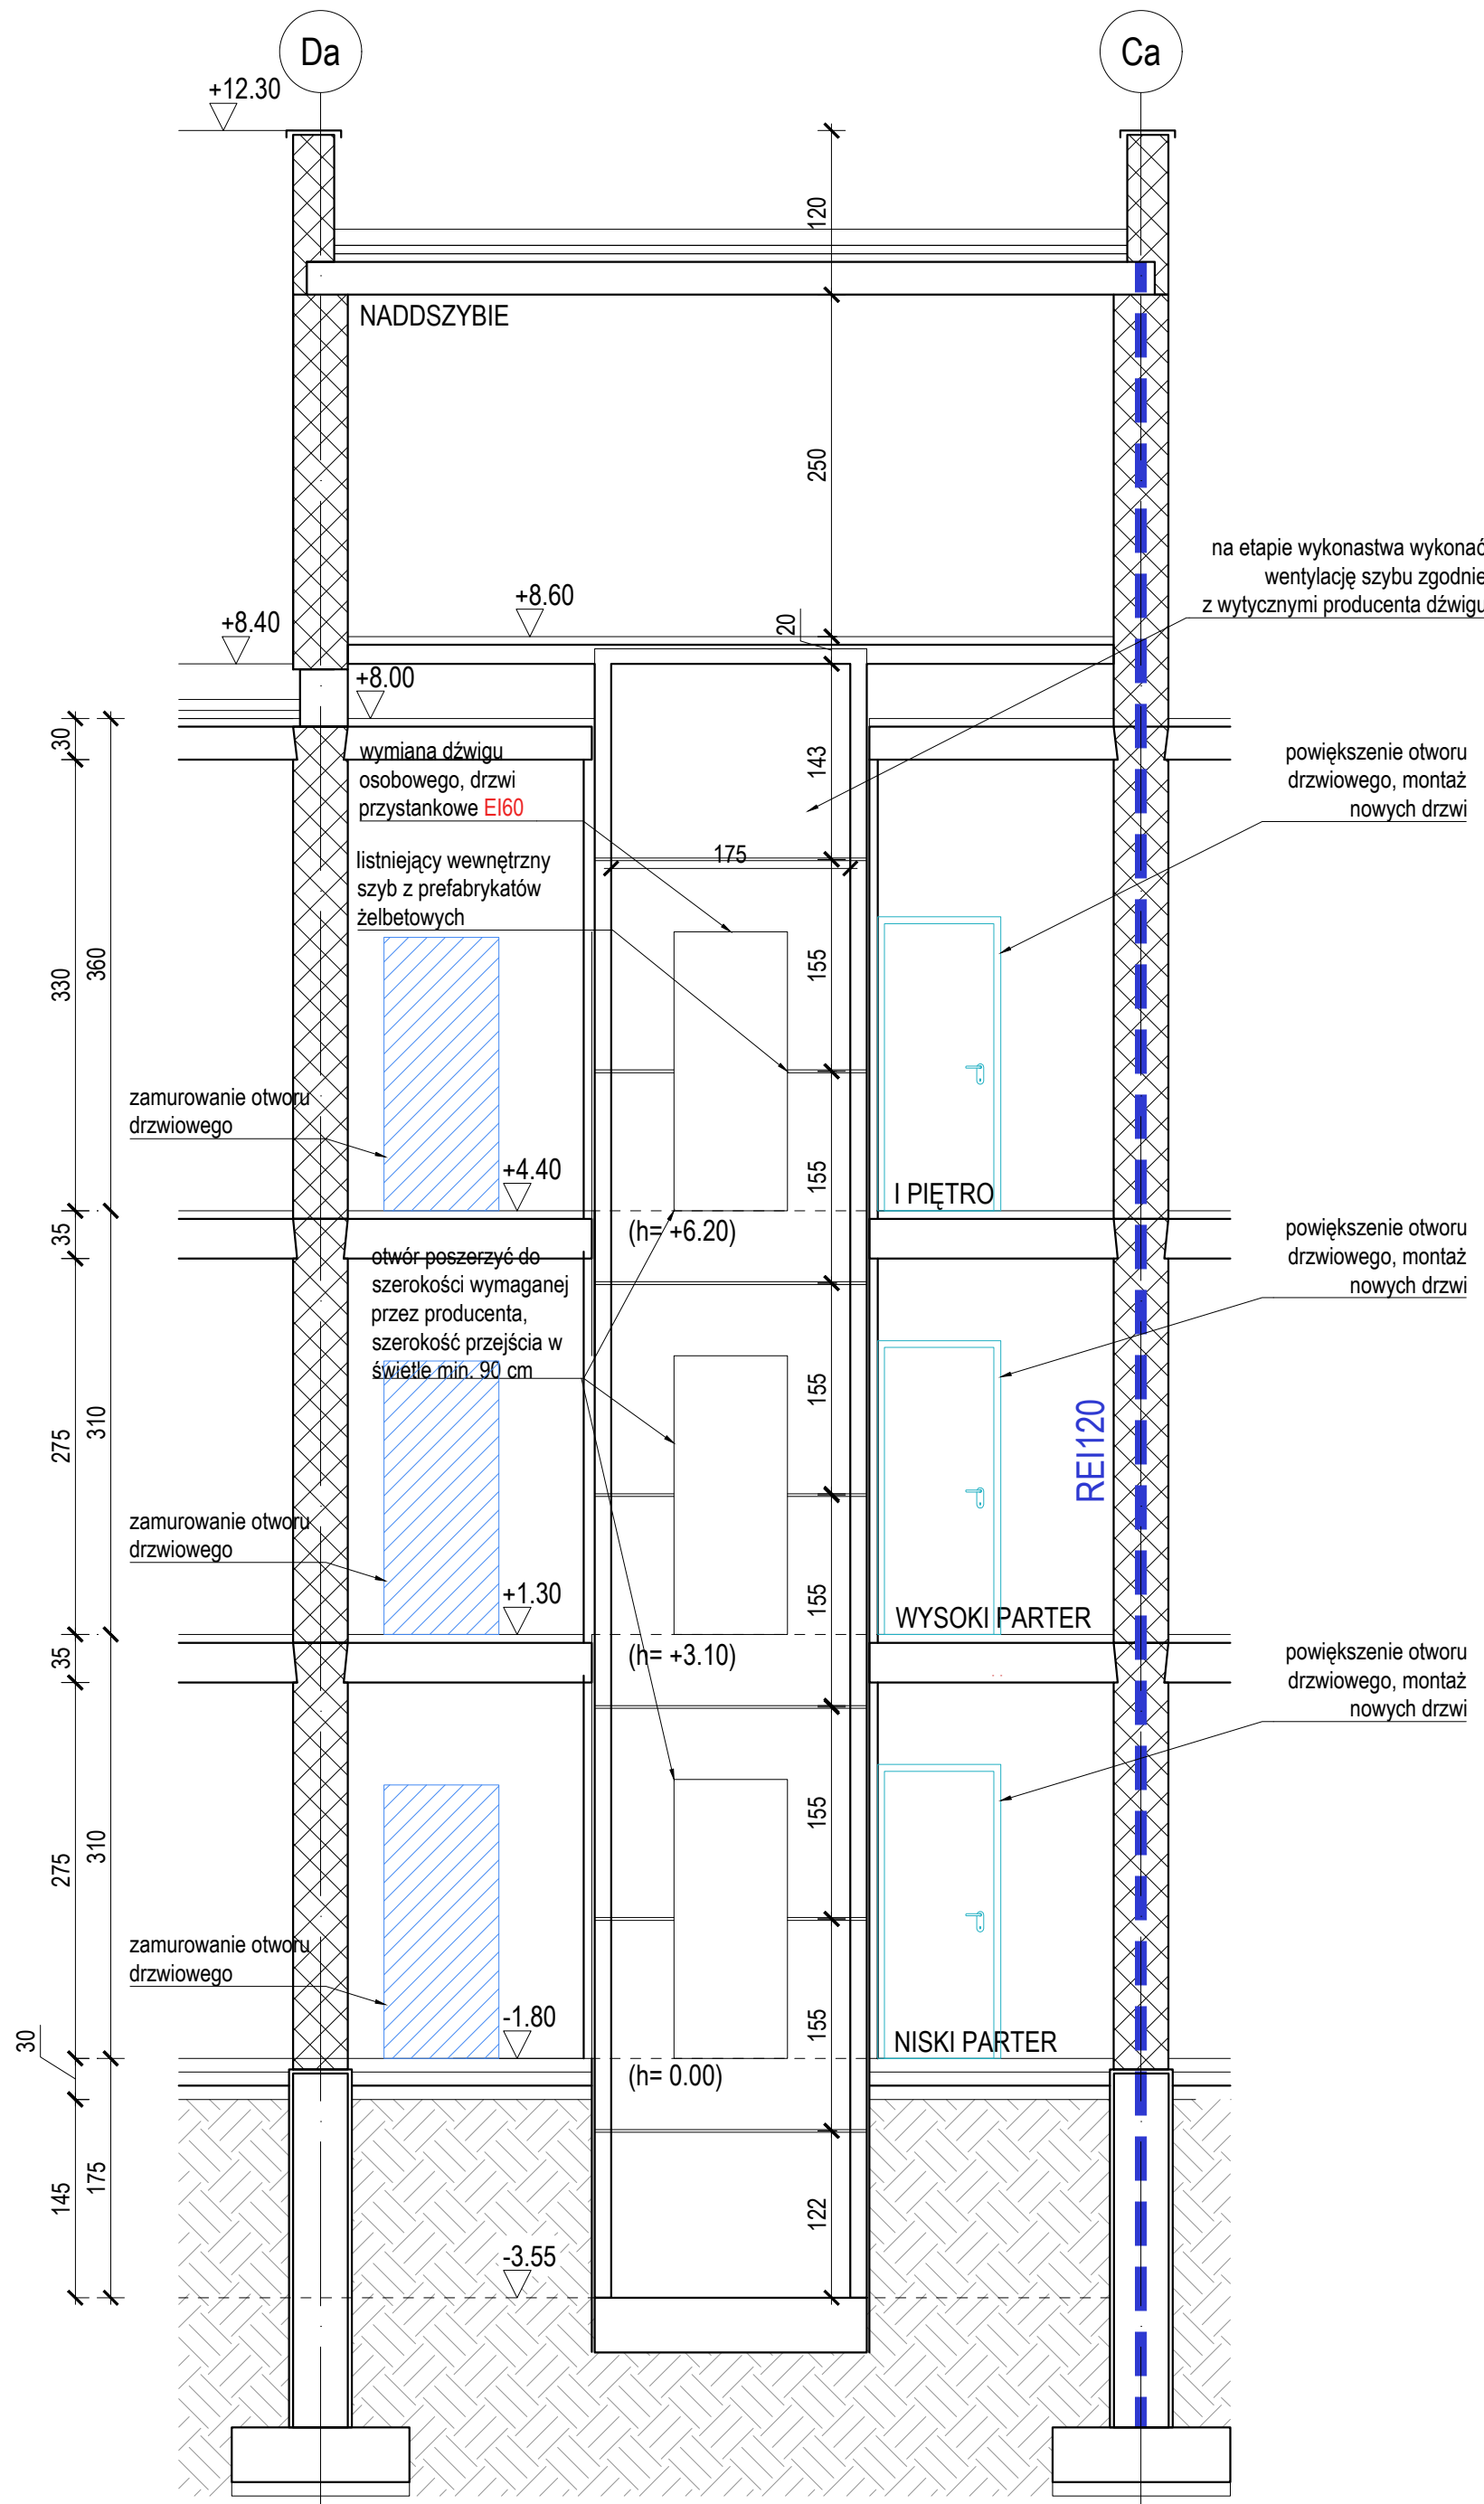 Da
Ca
+12.30
120
NADDSZYBIE
250
na etapie wykonastwa wykonać
wentylację szybu zgodnie
z wytycznymi producenta dźwigu
+8.60
20
+8.40
+8.00
30
wymiana dźwigu
osobowego, drzwi
przystankowe EI60
143
powiększenie otworu
drzwiowego, montaż
nowych drzwi
175
Iistniejący wewnętrzny
szyb z prefabrykatów
żelbetowych
330
360
155
zamurowanie otworu
drzwiowego
+4.40
155
I PIĘTRO
35
(h= +6.20)
powiększenie otworu
drzwiowego, montaż
nowych drzwi
otwór poszerzyć do
szerokości wymaganej
przez producenta,
szerokość przejścia w
świetle min. 90 cm
155
275
310
REI120
zamurowanie otworu
drzwiowego
+1.30
155
WYSOKI PARTER
35
(h= +3.10)
powiększenie otworu
drzwiowego, montaż
nowych drzwi
155
275
310
zamurowanie otworu
drzwiowego
-1.80
155
NISKI PARTER
30
(h= 0.00)
145
175
122
-3.55